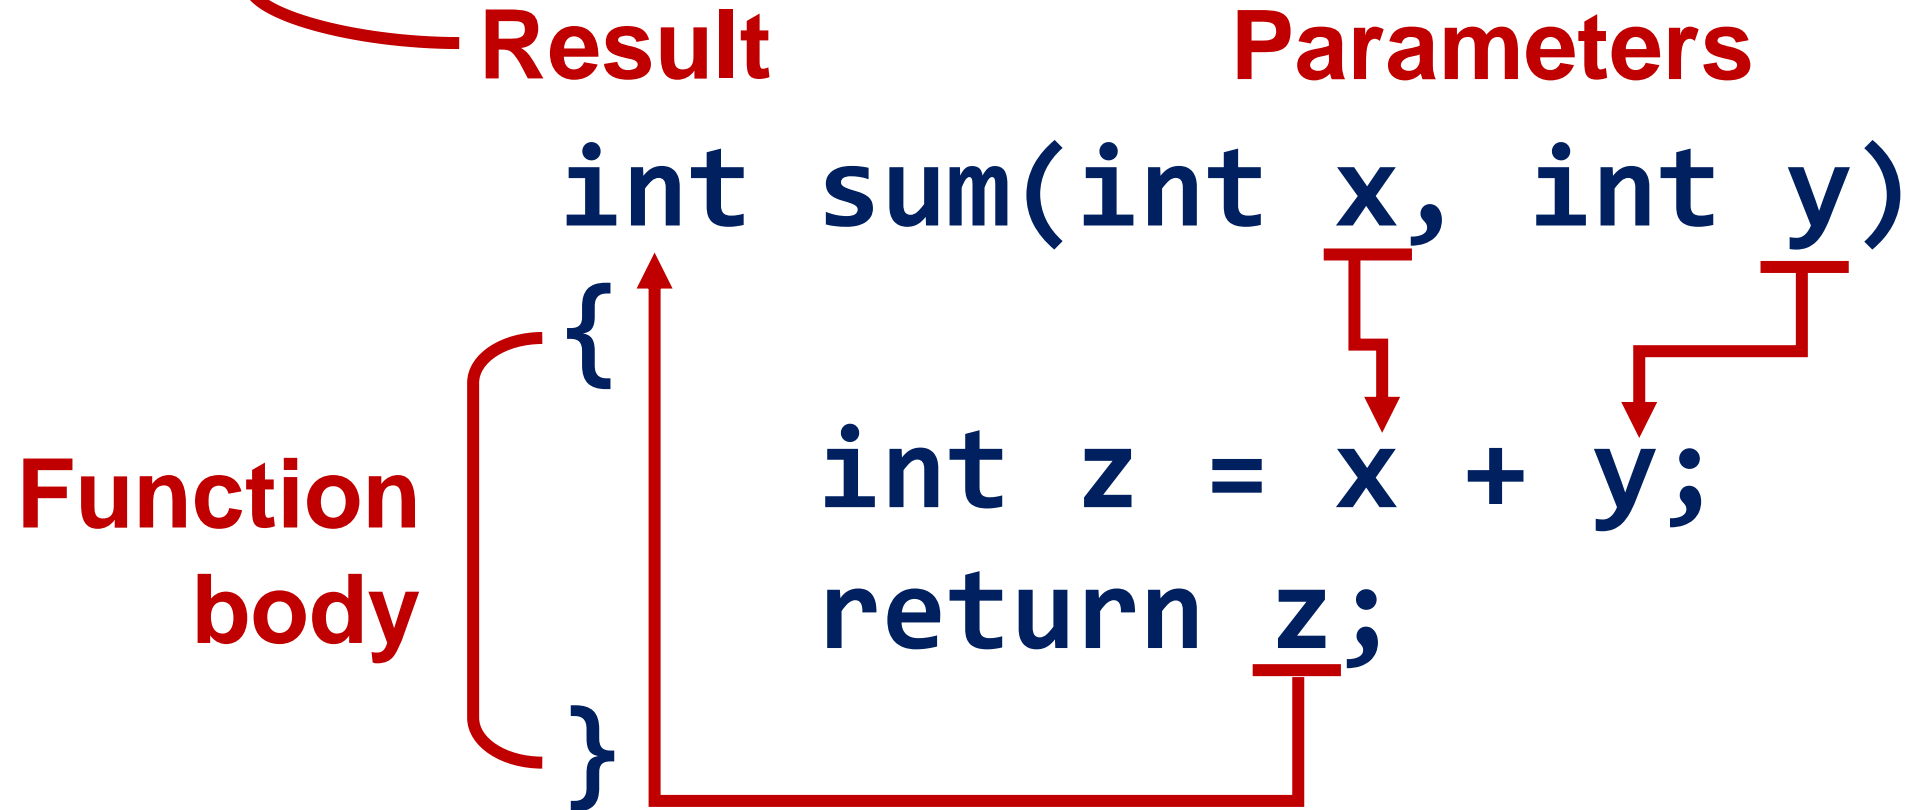 Result Parameters
int sum(int x, int y)
{
int z = x + y;
Function
body
return z;
}